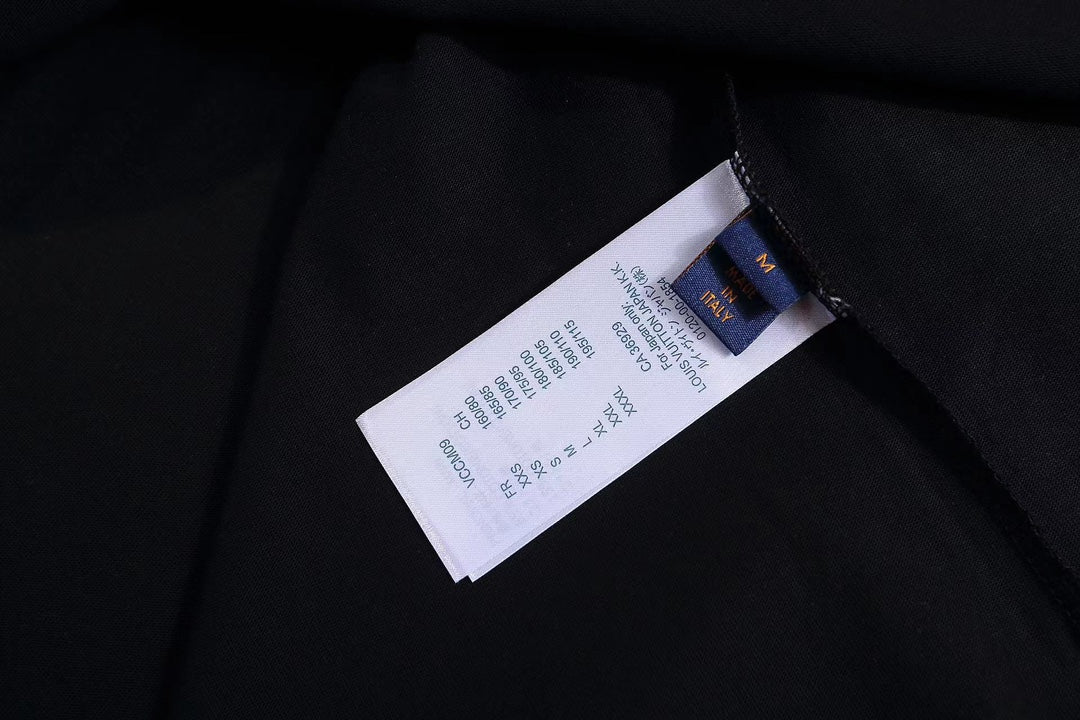 M
MADE
IN
ITALY
VCCM09
FR CH
XXS 160/80
XS 165/85
S 170/90
M 175/95
L 180/100
XL 185/105
XXL 190/110
XXXL 195/115
CA 36929
For Japan only:
LOUIS VUITTON JAPAN K.K.
ルイ・ヴィトン ジャパン(株)
0120-00-1854